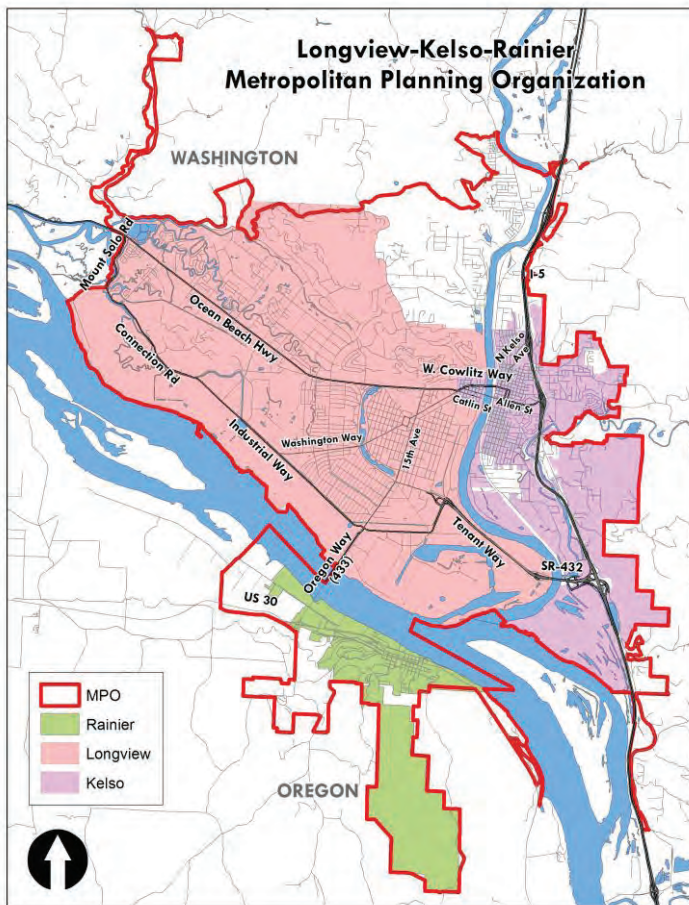 Longview-Kelso-Rainier
Metropolitan Planning Organization
WASHINGTON
Mount Solo Rd
I-5
Ocean Beach Hwy
N Kelso
Ave
Connection Rd
W. Cowlitz Way
Catlin St
Allen St
Industrial Way
Washington Way
15th Ave
Tenant Way
Oregon Way
(433)
SR-432
US 30
MPO
Rainier
Longview
Kelso
OREGON